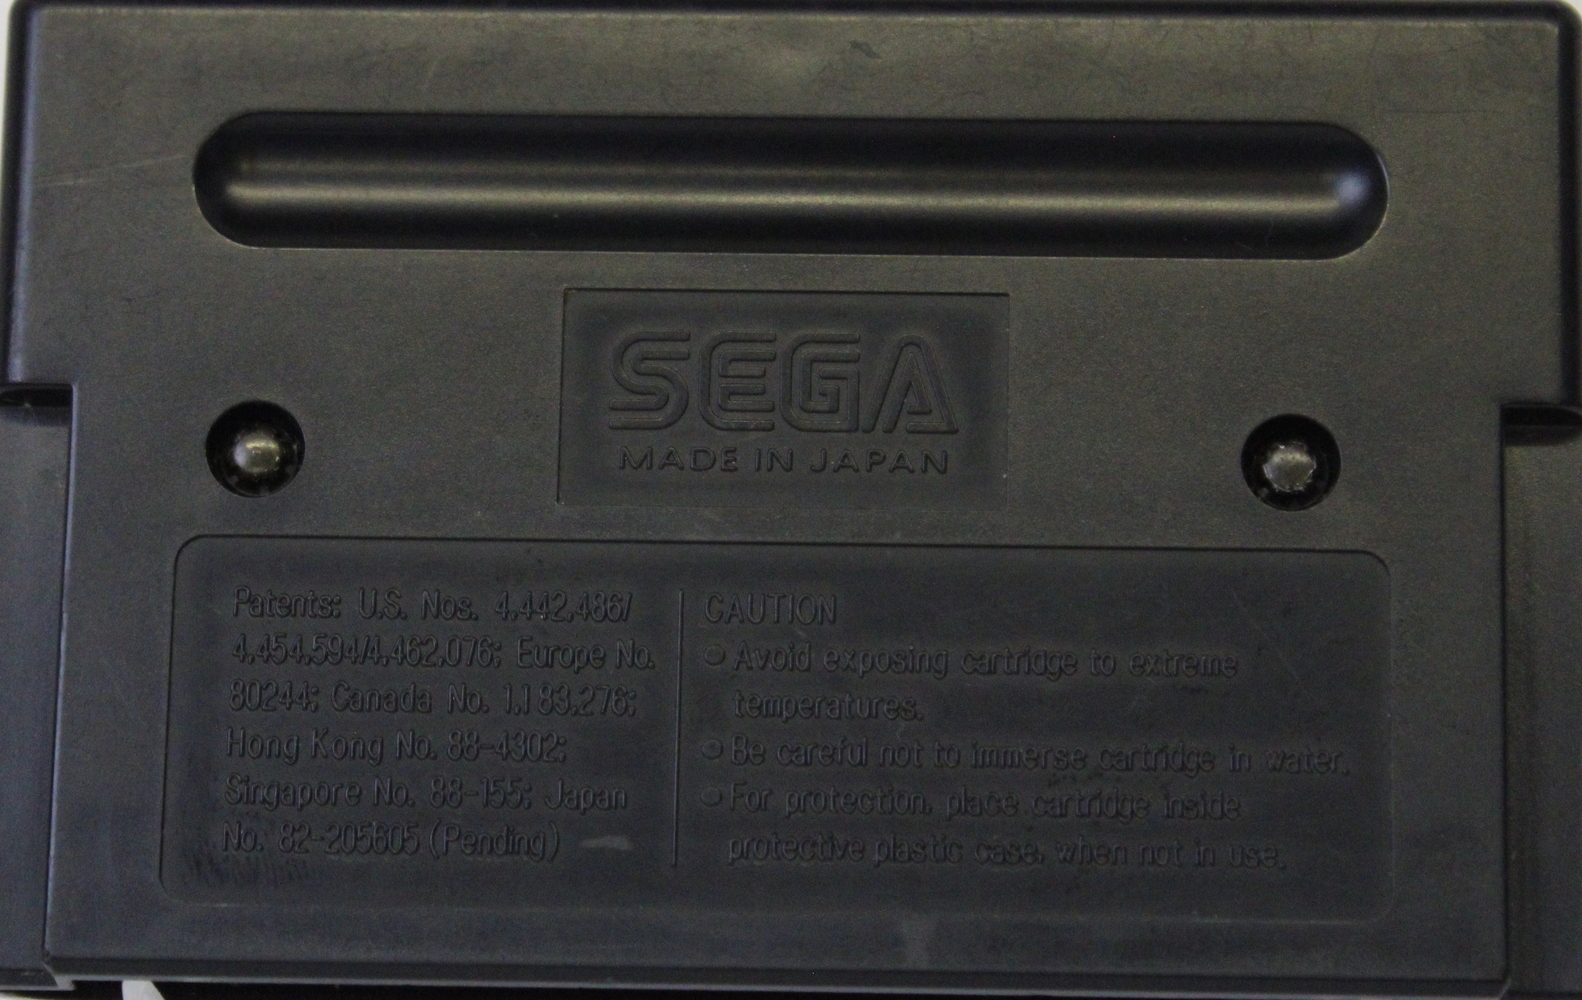 SEGA
MADE IN JAPAN
Patents: U.S. Nos. 4,442,486/
4,454,594/4,462,076; Europe No.
80244; Canada No. 1,183,276;
Hong Kong No. 88-4302;
Singapore No. 88-155; Japan
No. 82-205605 (Pending)
CAUTION
Avoid exposing cartridge to extreme
temperatures.
Be careful not to immerse cartridge in water.
For protection, place cartridge inside
protective plastic case, when not in use.